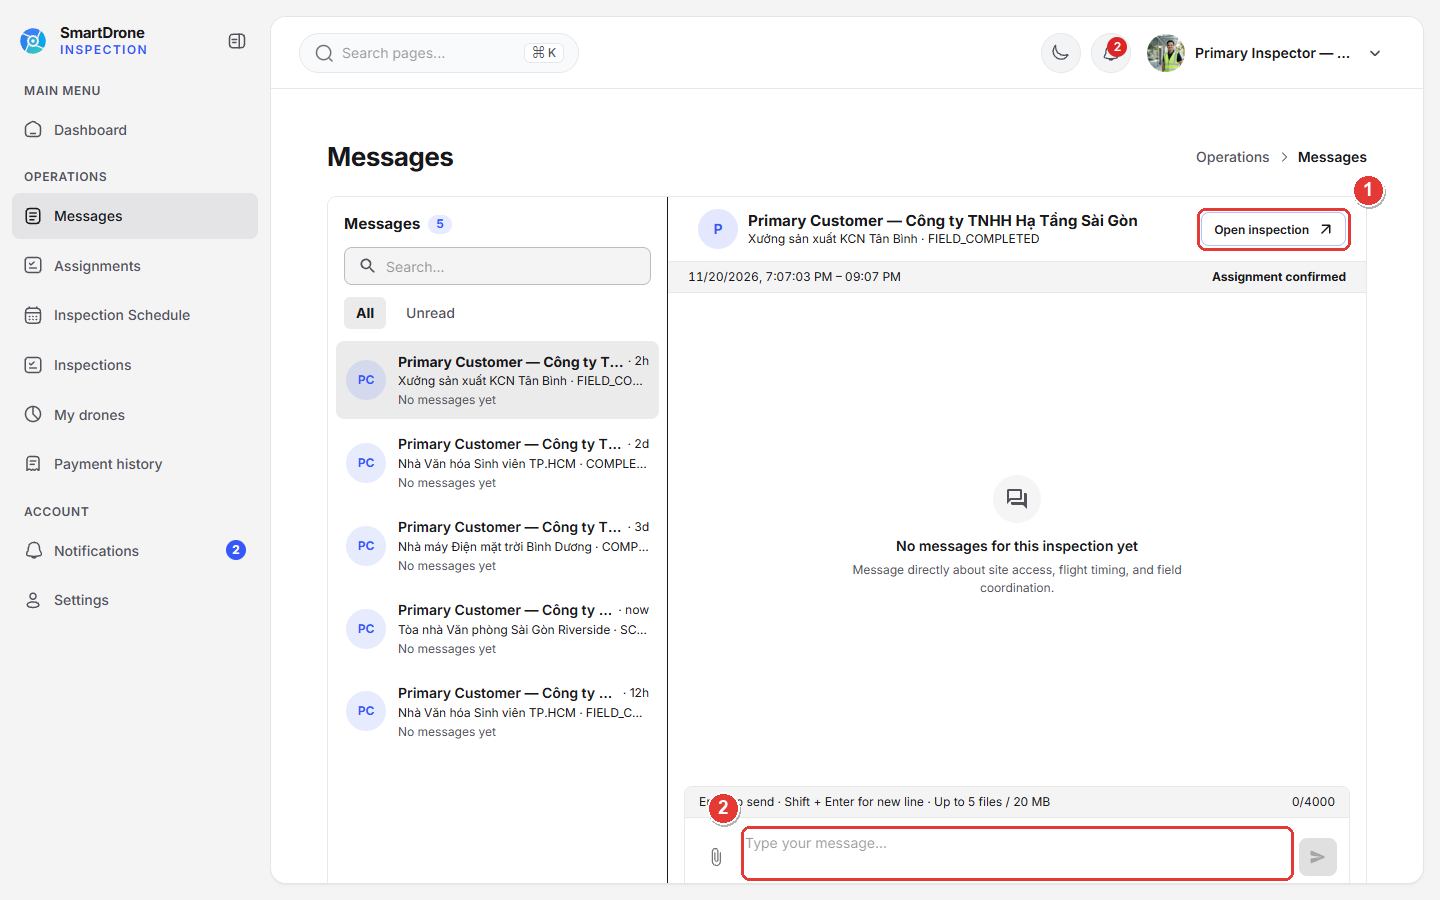 SmartDrone
INSPECTION
MAIN MENU
Dashboard
OPERATIONS
Messages
Assignments
Inspection Schedule
Inspections
My drones
Payment history
ACCOUNT
Notifications 2
Settings
Search pages... ⌘ K
2
Primary Inspector — ...
Messages
Operations > Messages
1
Messages 5
Search...
All Unread
PC
Primary Customer — Công ty T... · 2h
Xưởng sản xuất KCN Tân Bình · FIELD_CO...
No messages yet
PC
Primary Customer — Công ty T... · 2d
Nhà Văn hóa Sinh viên TP.HCM · COMPLE...
No messages yet
PC
Primary Customer — Công ty T... · 3d
Nhà máy Điện mặt trời Bình Dương · COMP...
No messages yet
PC
Primary Customer — Công ty ... · now
Tòa nhà Văn phòng Sài Gòn Riverside · SC...
No messages yet
PC
Primary Customer — Công ty ... · 12h
Nhà Văn hóa Sinh viên TP.HCM · FIELD_C...
No messages yet
P
Primary Customer — Công ty TNHH Hạ Tầng Sài Gòn
Xưởng sản xuất KCN Tân Bình · FIELD_COMPLETED
Open inspection
11/20/2026, 7:07:03 PM – 09:07 PM
Assignment confirmed
No messages for this inspection yet
Message directly about site access, flight timing, and field
coordination.
send · Shift + Enter for new line · Up to 5 files / 20 MB
0/4000
2
Type your message...